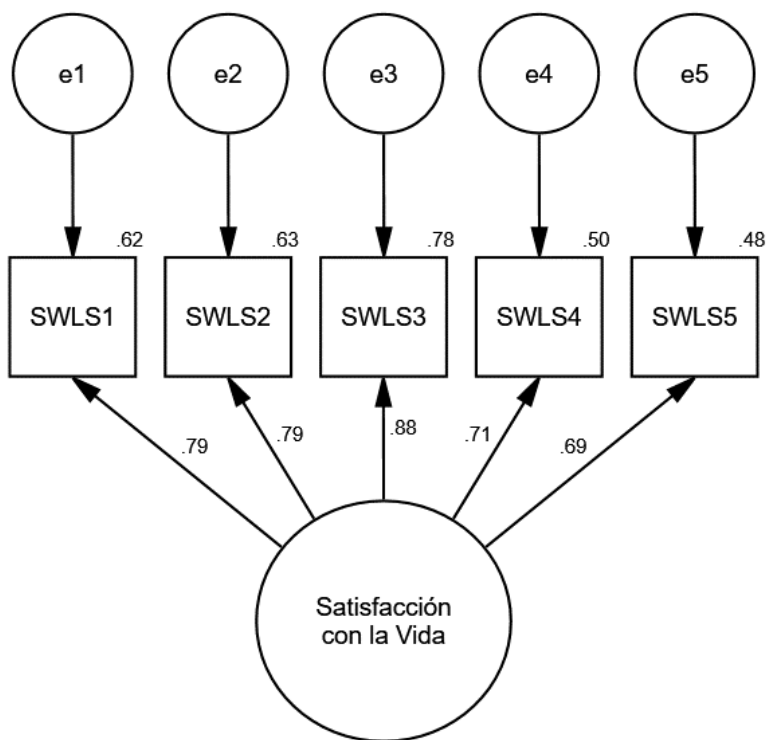 e1 e2 e3 e4 e5
.62 .63 .78 .50 .48
SWLS1 SWLS2 SWLS3 SWLS4 SWLS5
.79 .79 .88 .71 .69
Satisfacción
con la Vida